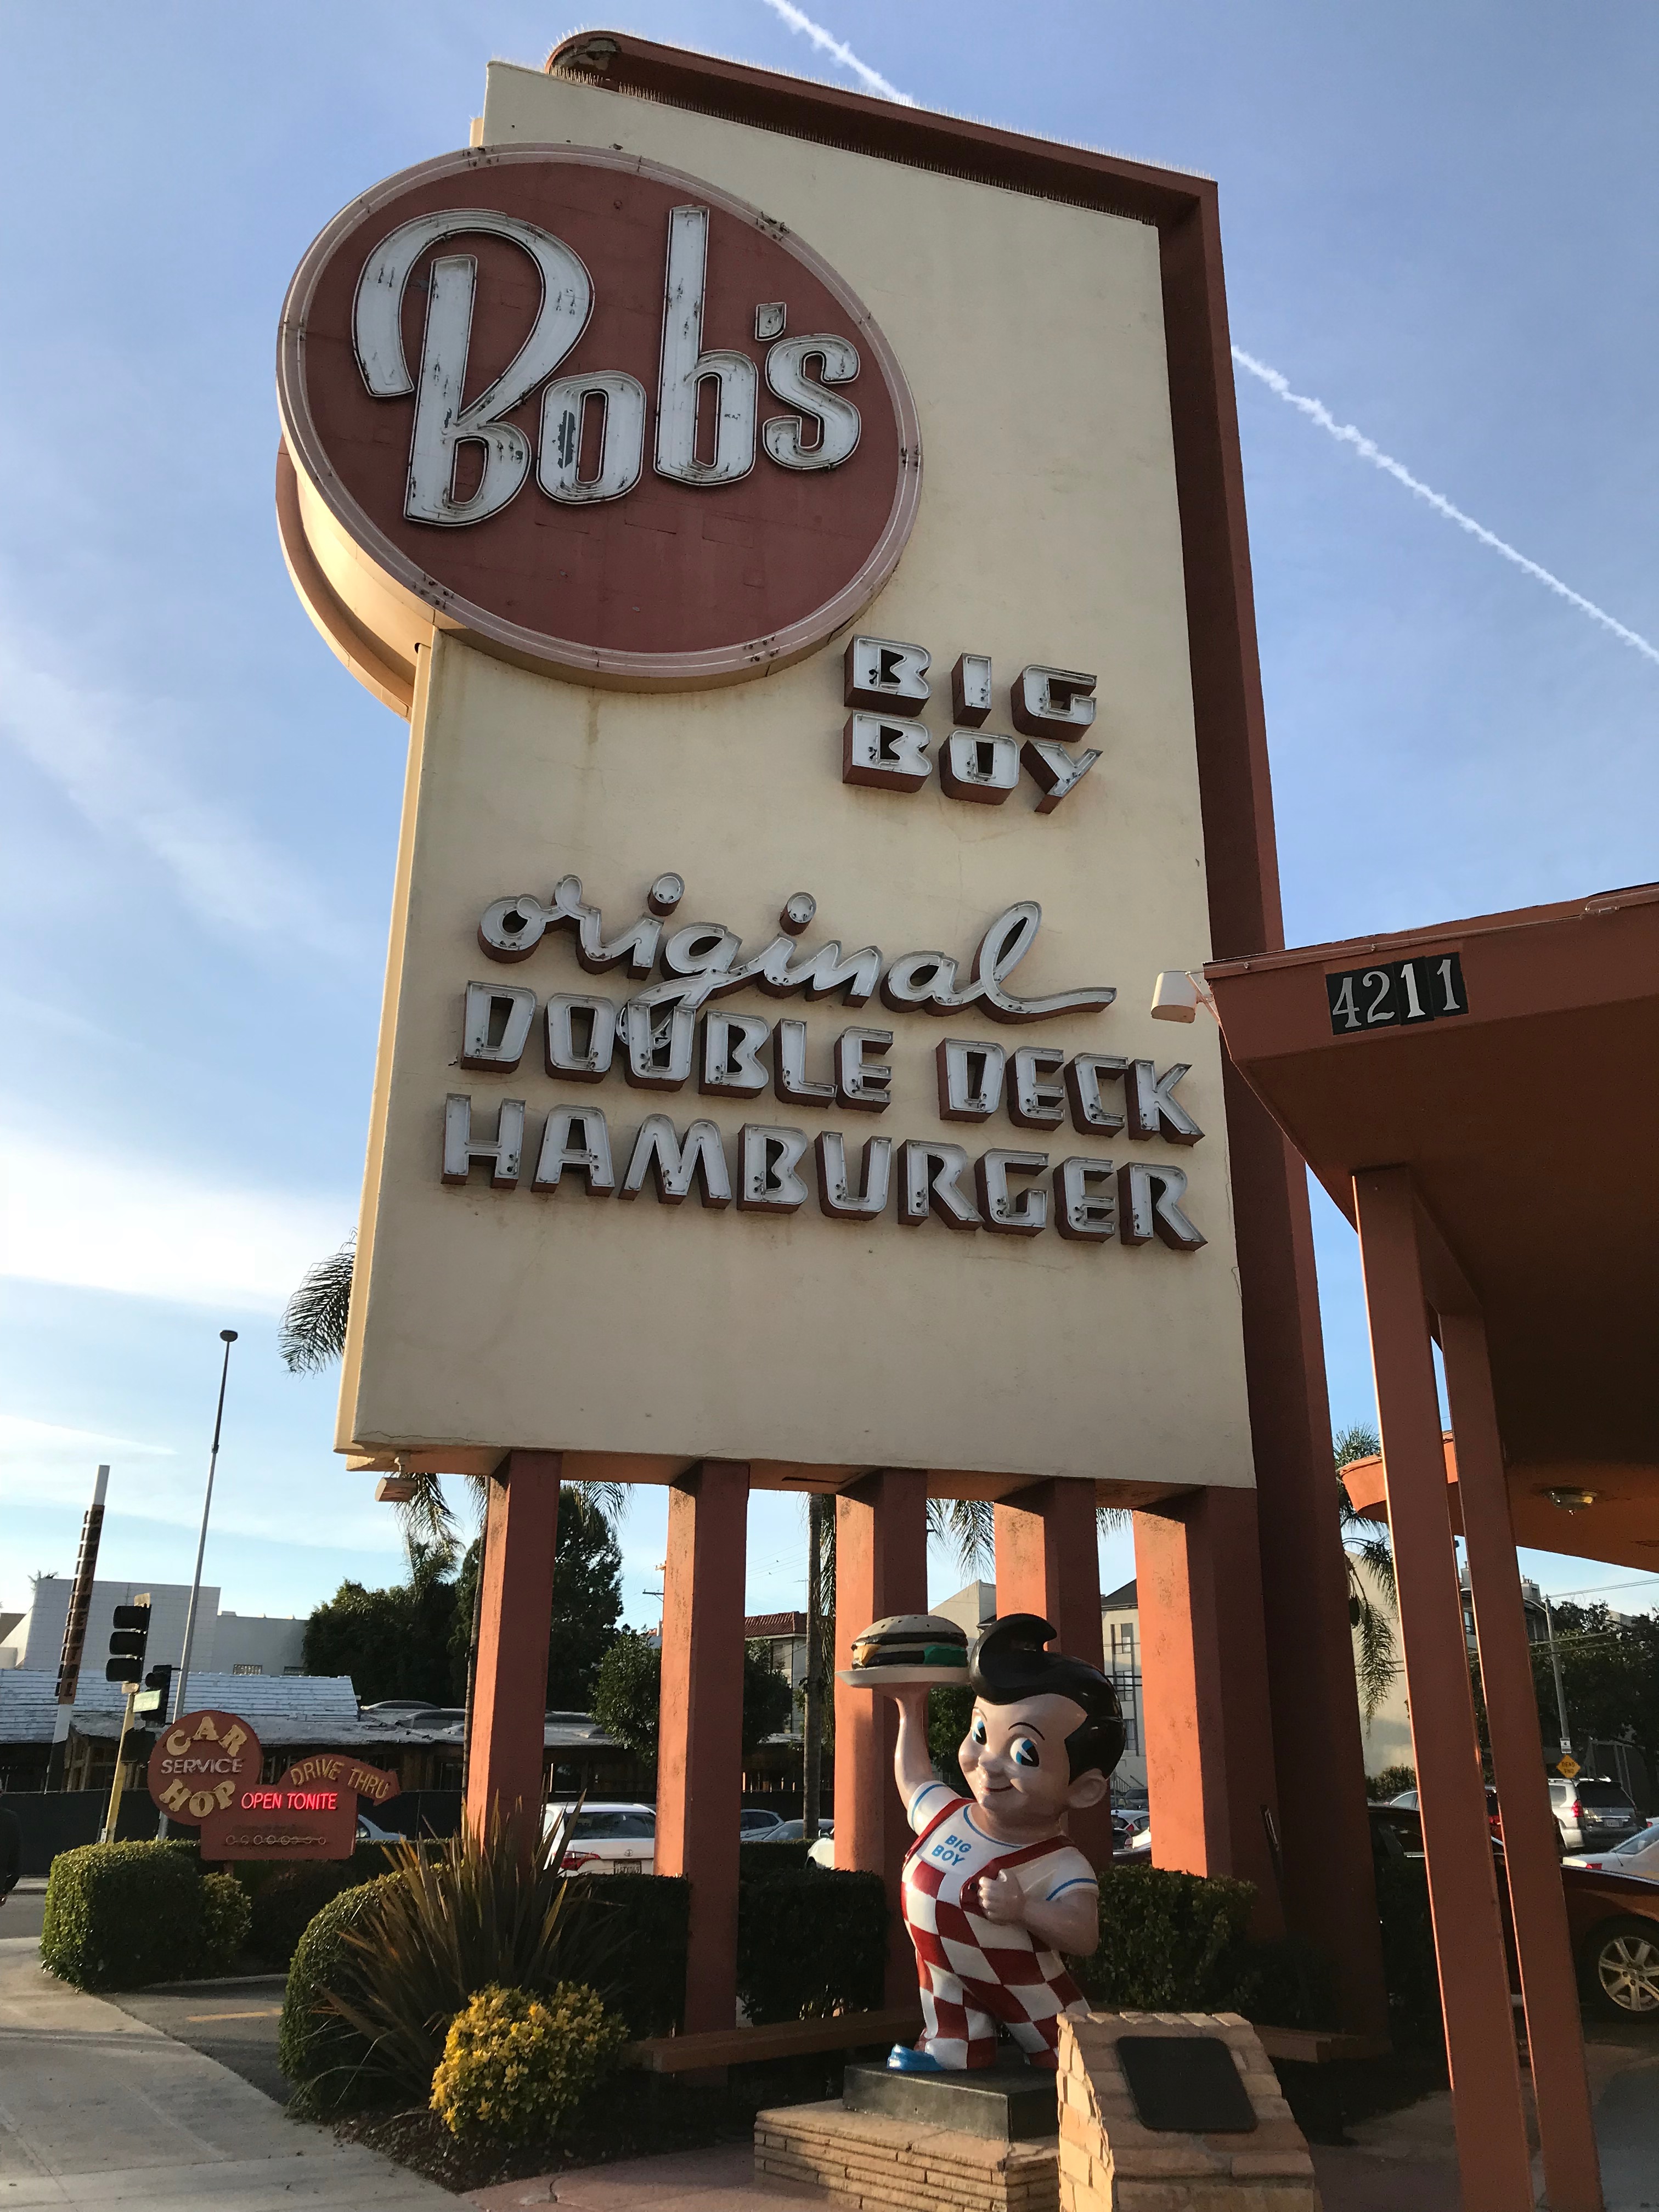 Bob's
BIG
BOY
original
DOUBLE DECK
HAMBURGER
4211
CAR
SERVICE
HOP
DRIVE THRU
OPEN TONITE
BIG
BOY